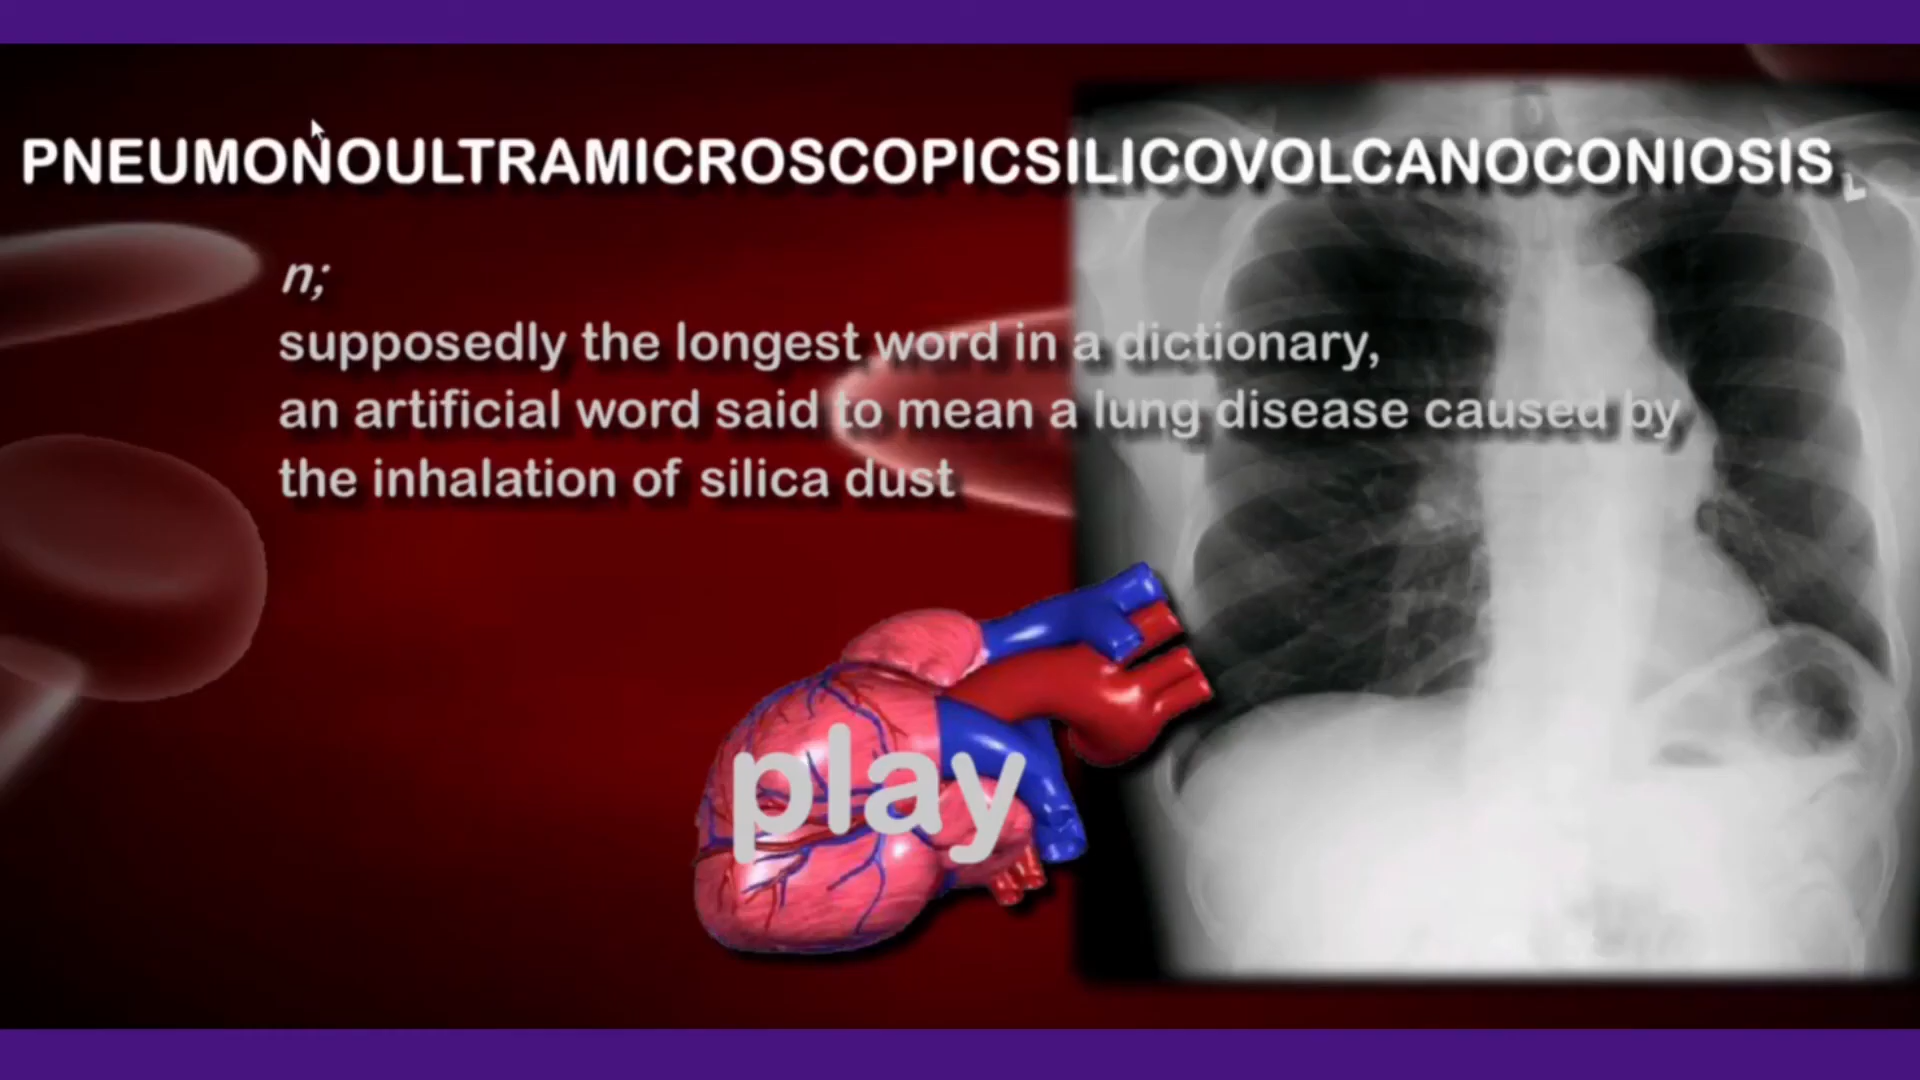 PNEUMONOULTRAMICROSCOPICSILICOVOLCANOCONIOSIS
L
n;
supposedly the longest word in a dictionary,
an artificial word said to mean a lung disease caused by
the inhalation of silica dust
play